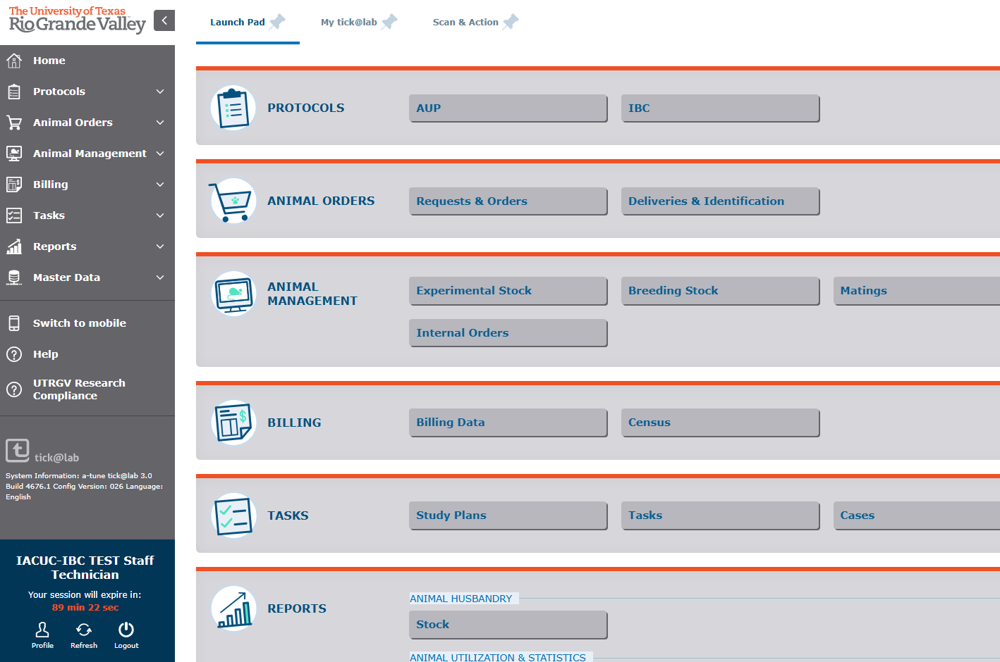 The University of Texas
Rio Grande Valley
Home
Protocols
Animal Orders
Animal Management
Billing
Tasks
Reports
Master Data
Switch to mobile
Help
UTRGV Research
Compliance
t tick@lab
System Information: a-tune tick@lab 3.0
Build 4676.1 Config Version: 026 Language:
English
IACUC-IBC TEST Staff
Technician
Your session will expire in:
89 min 22 sec
Profile Refresh Logout
Launch Pad My tick@lab Scan & Action
PROTOCOLS AUP IBC
ANIMAL ORDERS Requests & Orders Deliveries & Identification
ANIMAL
MANAGEMENT
Experimental Stock Breeding Stock Matings
Internal Orders
BILLING Billing Data Census
TASKS Study Plans Tasks Cases
REPORTS
ANIMAL HUSBANDRY
Stock
ANIMAL UTILIZATION & STATISTICS